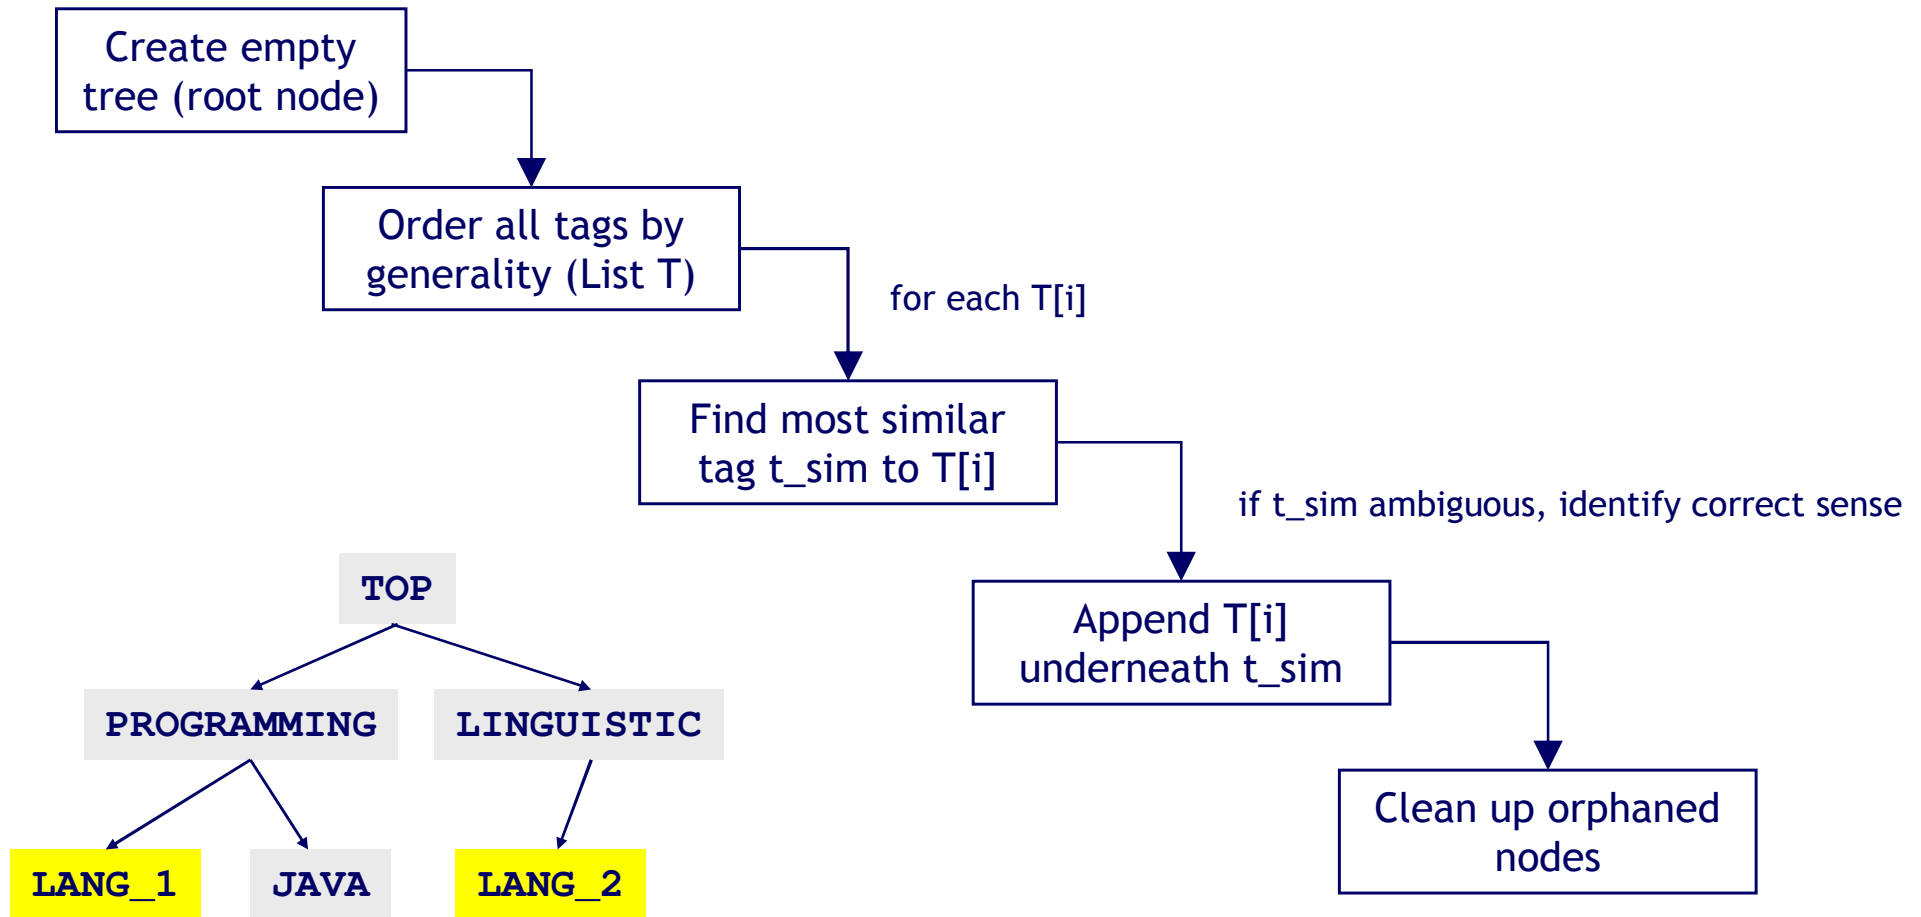 Create empty
tree (root node)
Order all tags by
generality (List T)
for each T[i]
Find most similar
tag t_sim to T[i]
if t_sim ambiguous, identify correct sense
Append T[i]
underneath t_sim
Clean up orphaned
nodes
TOP
PROGRAMMING
LINGUISTIC
LANG_1
JAVA
LANG_2